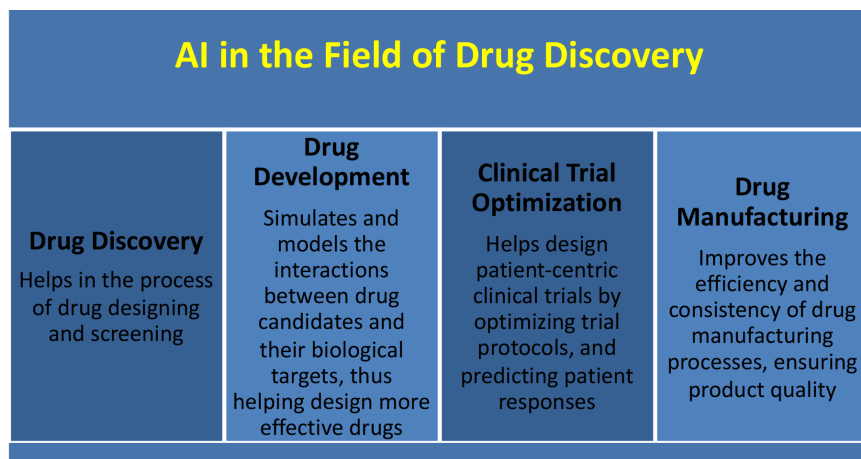 AI in the Field of Drug Discovery
Drug Discovery
Helps in the process
of drug designing
and screening
Drug
Development
Simulates and
models the
interactions
between drug
candidates and
their biological
targets, thus
helping design more
effective drugs
Clinical Trial
Optimization
Helps design
patient-centric
clinical trials by
optimizing trial
protocols, and
predicting patient
responses
Drug
Manufacturing
Improves the
efficiency and
consistency of drug
manufacturing
processes, ensuring
product quality